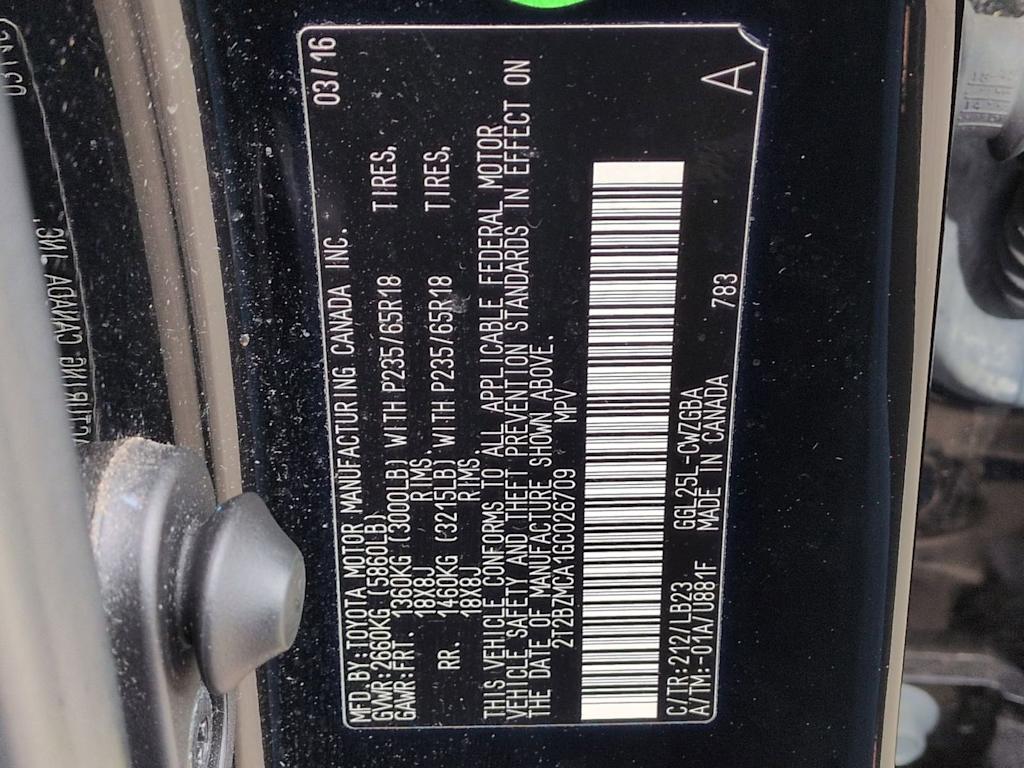 MFD.BY:TOYOTA MOTOR MANUFACTURING CANADA INC. 03/16
GVWR:2660KG (5860LB)
GAWR:FRT. 1360KG (3000LB) WITH P235/65R18 TIRES,
18X8J RIMS.
RR. 1460KG (3215LB) WITH P235/65R18 TIRES,
18X8J RIMS.
THIS VEHICLE CONFORMS TO ALL APPLICABLE FEDERAL MOTOR
VEHICLE SAFETY AND THEFT PREVENTION STANDARDS IN EFFECT ON
THE DATE OF MANUFACTURE SHOWN ABOVE.
2T2BZMCA1GC026709 MPV
C/TR:212/LB23 GGL25L-CWZGBA
A/TM:-01A/U881F MADE IN CANADA 783 A